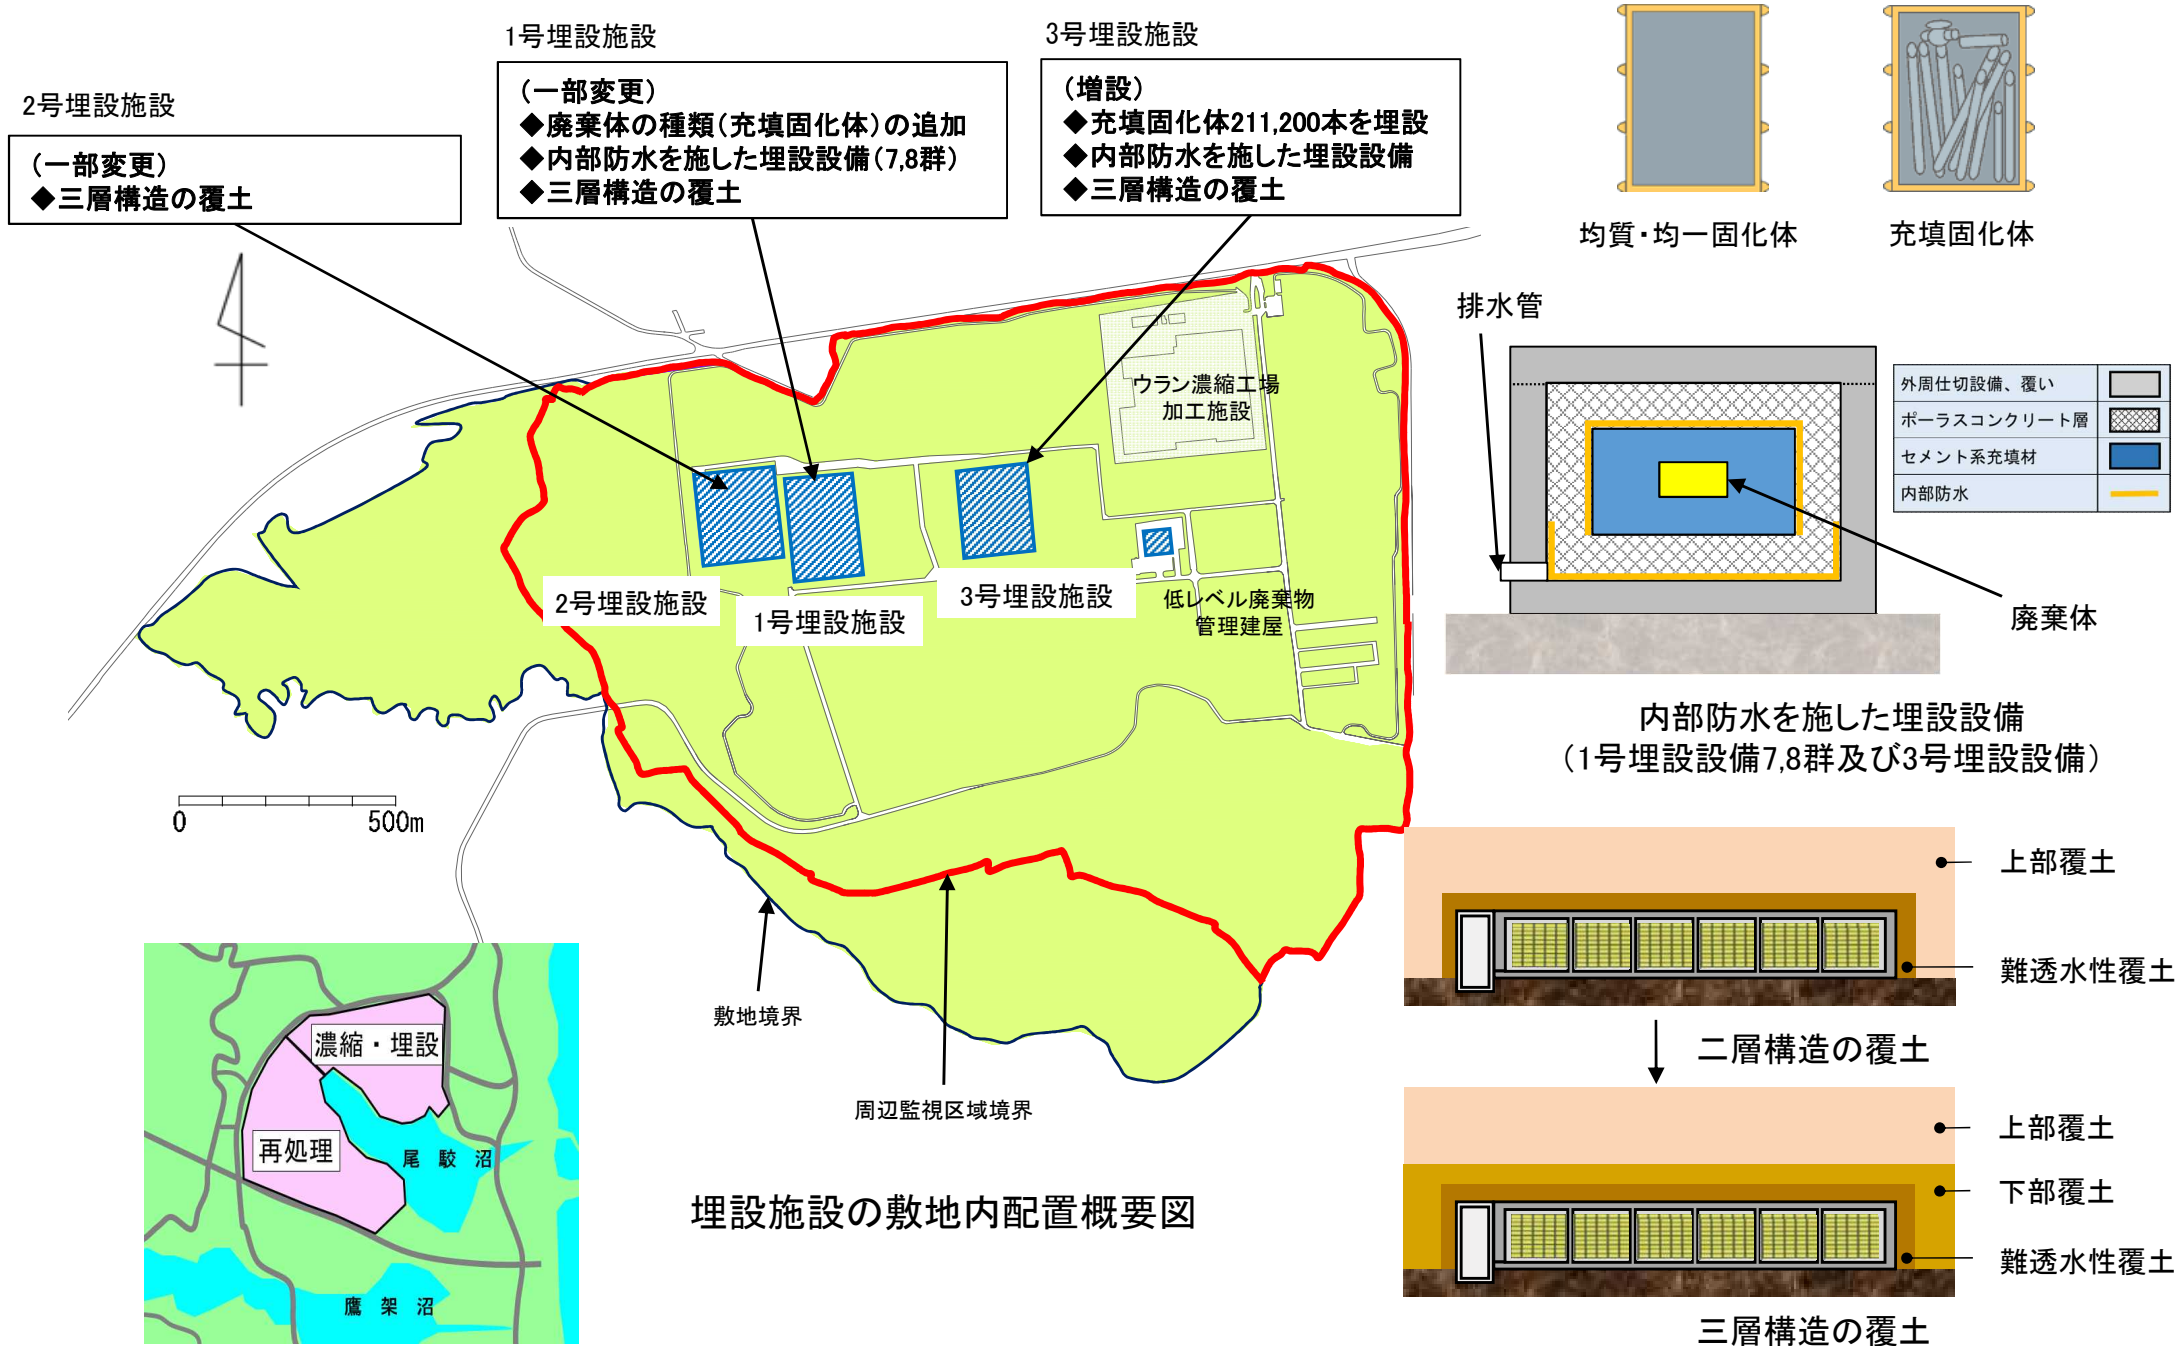 2号埋設施設
(一部変更)
◆三層構造の覆土
1号埋設施設
(一部変更)
◆廃棄体の種類(充填固化体)の追加
◆内部防水を施した埋設設備(7,8群)
◆三層構造の覆土
3号埋設施設
(増設)
◆充填固化体211,200本を埋設
◆内部防水を施した埋設設備
◆三層構造の覆土
均質・均一固化体
充填固化体
排水管
外周仕切設備、覆い
ポーラスコンクリート層
セメント系充填材
内部防水
廃棄体
内部防水を施した埋設設備
(1号埋設設備7,8群及び3号埋設設備)
ウラン濃縮工場
加工施設
2号埋設施設
1号埋設施設
3号埋設施設
低レベル廃棄物
管理建屋
0
500m
敷地境界
周辺監視区域境界
濃縮・埋設
再処理
尾駮沼
鷹架沼
埋設施設の敷地内配置概要図
上部覆土
難透水性覆土
二層構造の覆土
上部覆土
下部覆土
難透水性覆土
三層構造の覆土